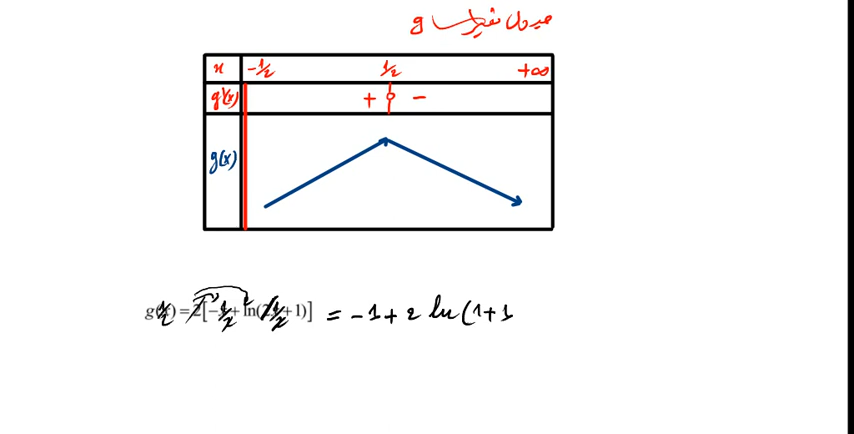 جدول تغيرات g
x -1/2 1/2 +∞
g'(x) + 0 -
g(x)
g(1/2) = 2[-1/2 + ln(2 1/2 + 1)] = -1 + 2 ln(1+1